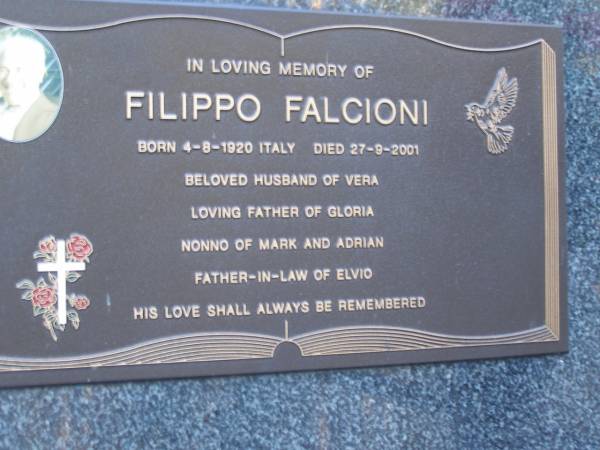 IN LOVING MEMORY OF
FILIPPO FALCIONI
BORN 4-8-1920 ITALY DIED 27-9-2001
BELOVED HUSBAND OF VERA
LOVING FATHER OF GLORIA
NONNO OF MARK AND ADRIAN
FATHER-IN-LAW OF ELVIO
HIS LOVE SHALL ALWAYS BE REMEMBERED